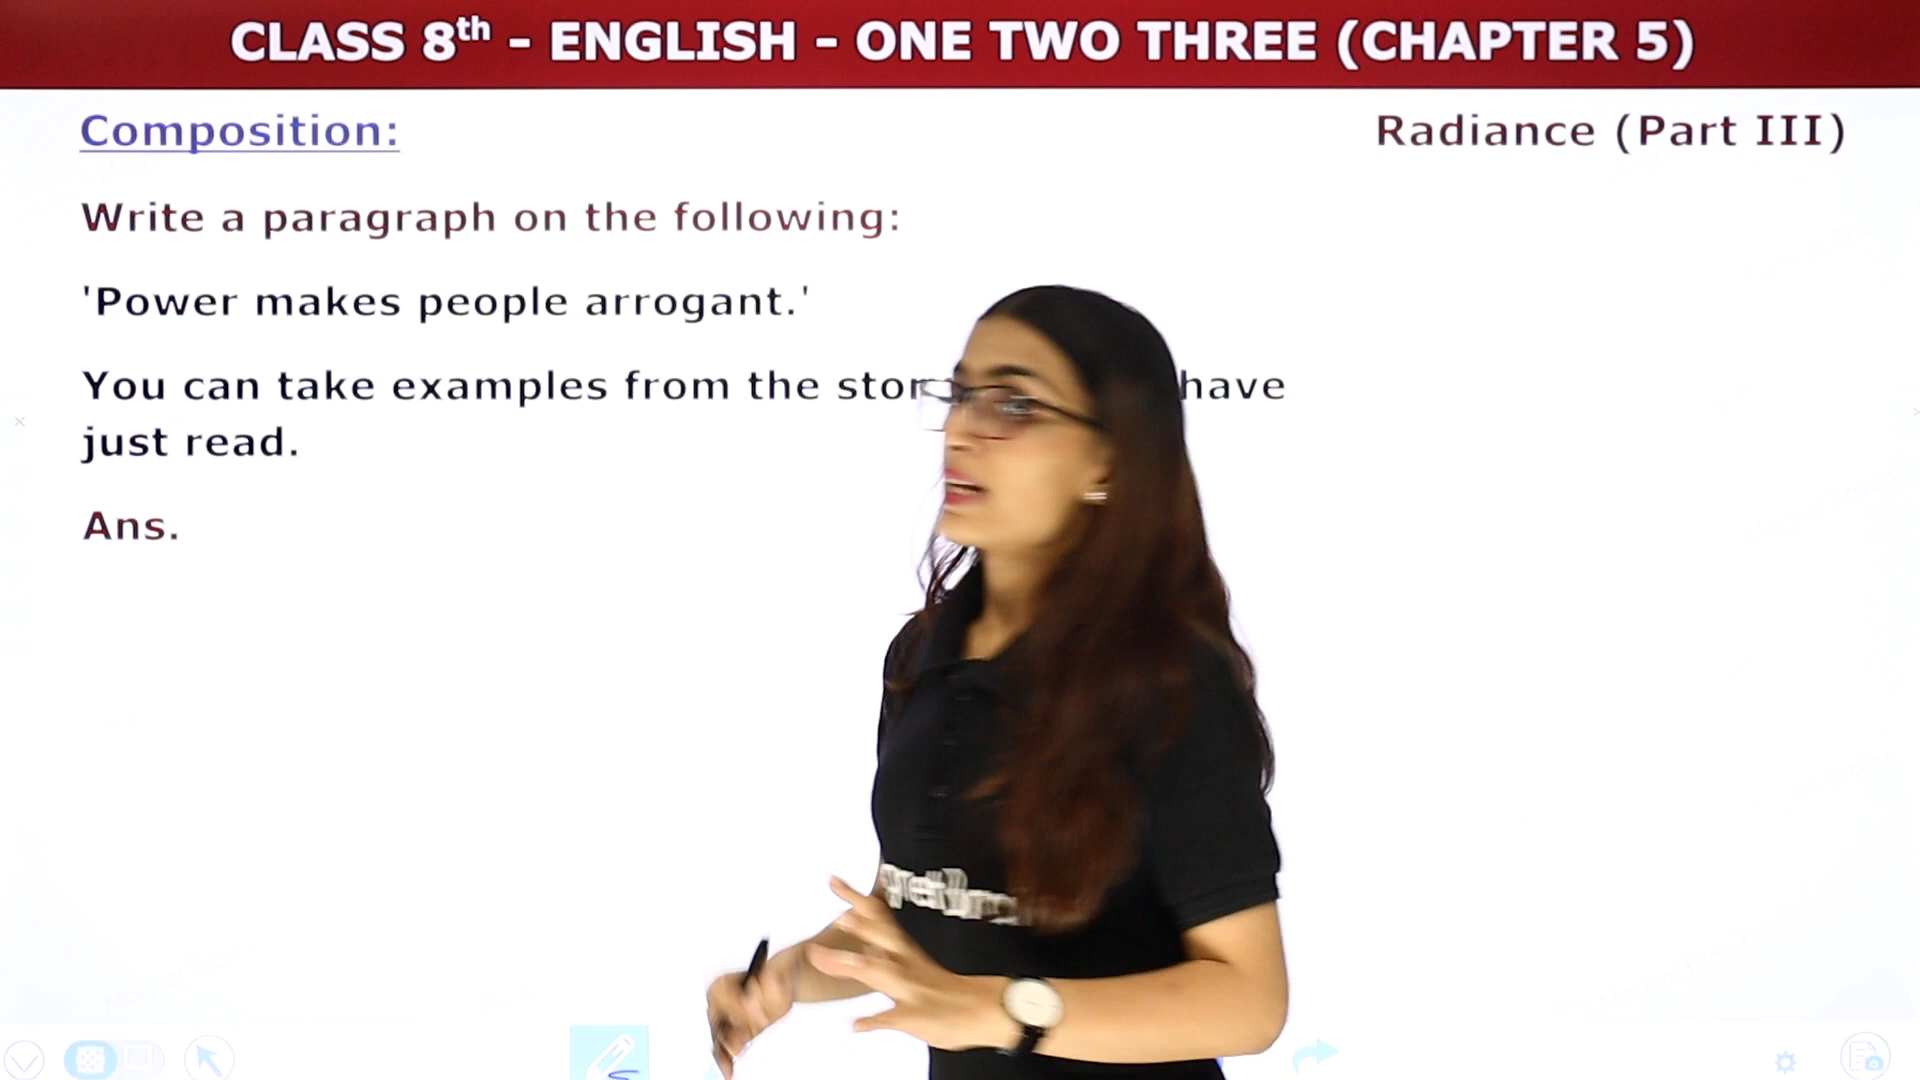 CLASS 8th - ENGLISH - ONE TWO THREE (CHAPTER 5)
Composition:
Radiance (Part III)
Write a paragraph on the following:
'Power makes people arrogant.'
You can take examples from the have
just read.
Ans.